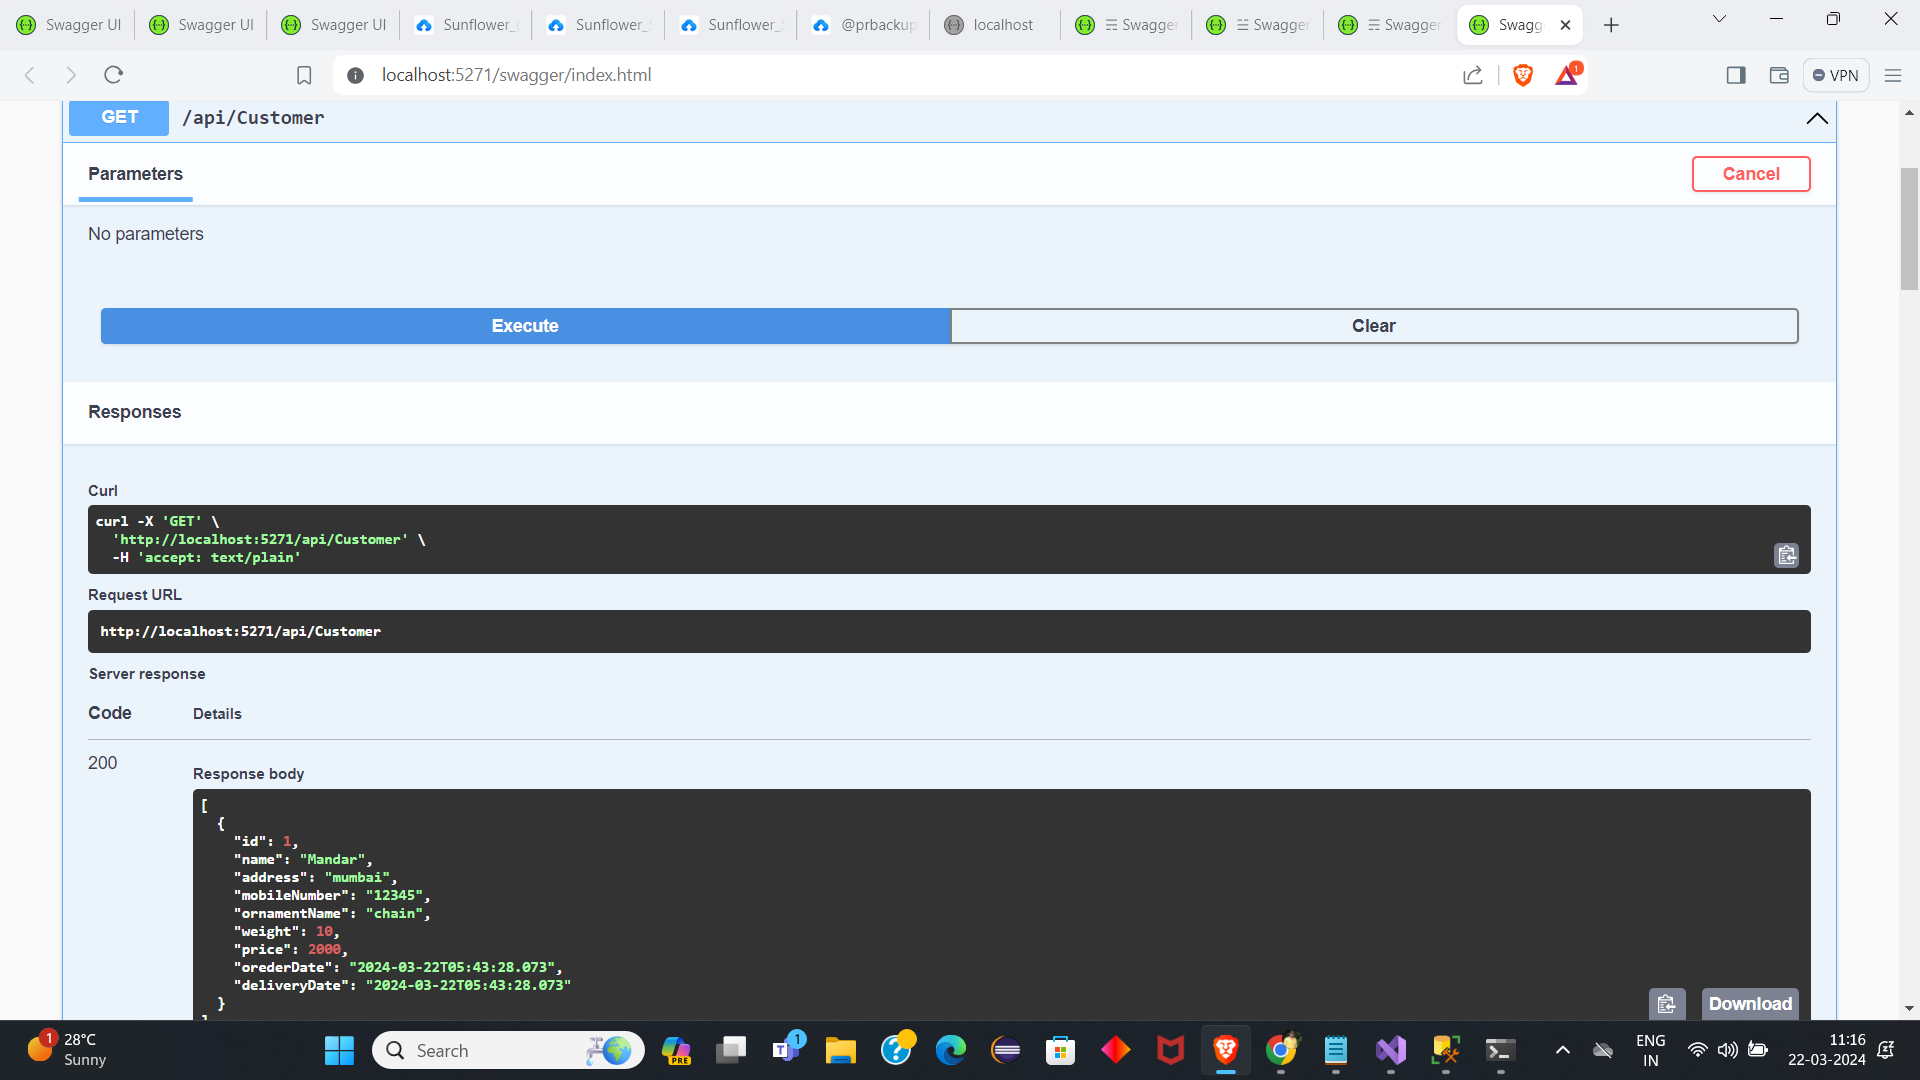 Swagger UI
Swagger UI
Swagger UI
Sunflower_
Sunflower_
Sunflower_
@prbackup
localhost
Swagger
Swagger
Swagger
Swagg
localhost:5271/swagger/index.html
1
VPN
GET /api/Customer
Parameters
Cancel
No parameters
Execute
Clear
Responses
Curl
curl -X 'GET' \
'http://localhost:5271/api/Customer' \
-H 'accept: text/plain'
Request URL
http://localhost:5271/api/Customer
Server response
Code Details
200
Response body
[
{
"id": 1,
"name": "Mandar",
"address": "mumbai",
"mobileNumber": "12345",
"ornamentName": "chain",
"weight": 10,
"price": 2000,
"orederDate": "2024-03-22T05:43:28.073",
"deliveryDate": "2024-03-22T05:43:28.073"
}
Download
1
28°C
Sunny
Search
PRE
1
ENG
IN
11:16
22-03-2024